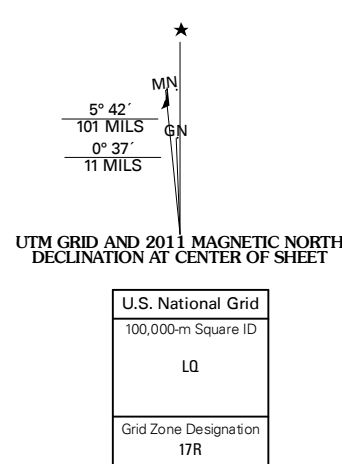 MN
5° 42´
101 MILS
GN
0° 37´
11 MILS
UTM GRID AND 2011 MAGNETIC NORTH
DECLINATION AT CENTER OF SHEET
U.S. National Grid
100,000-m Square ID
LQ
Grid Zone Designation
17R